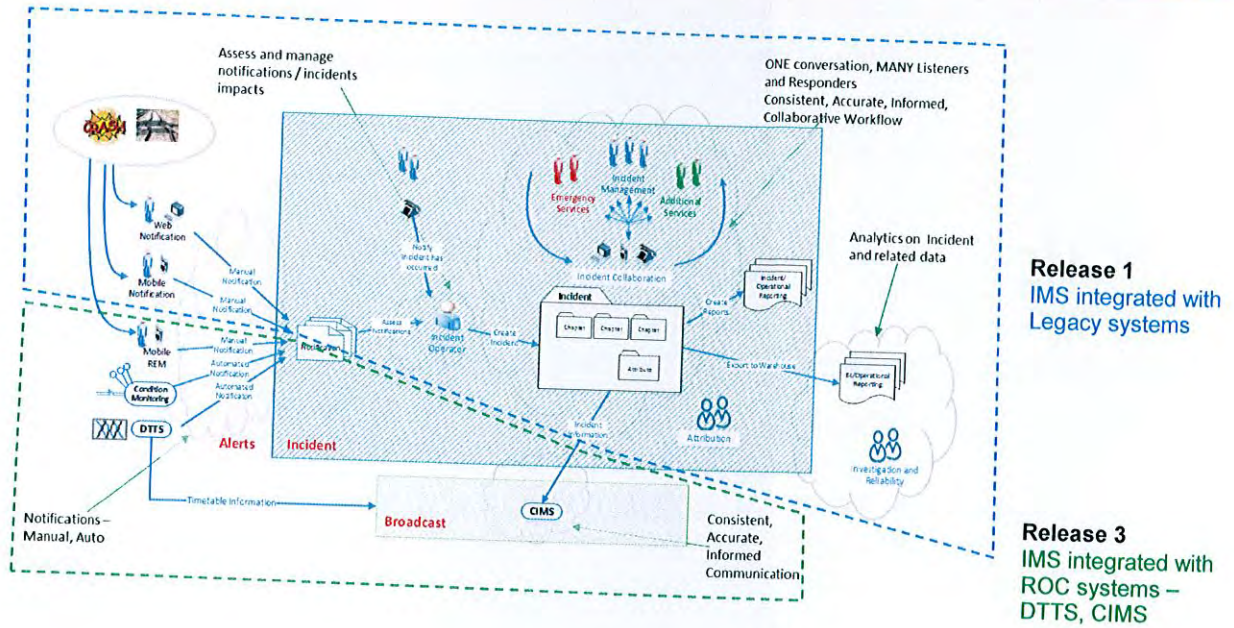 Assess and manage
notifications / incidents
impacts
ONE conversation, MANY Listeners
and Responders
Consistent, Accurate, Informed,
Collaborative Workflow
CRASH
Web
Notification
Mobile
Notification
Mobile
REM
Condition
Monitoring
DTTS
Manual
Notification
Manual
Notification
Manual
Notification
Automated
Notification
Automated
Notification
Alerts
Notification
Assess
Notifications
Notify
Incident has
occurred
Incident
Operator
Create
Incident
Emergency
Services
Incident
Management
Additional
Services
Incident Collaboration
Incident
Chapter
Chapter
Chapter
Attribute
Create
Reports
Incident/
Operational
Reporting
Export to Warehouse
Incident
Information
Attribution
Incident
Analytics on Incident
and related data
BI/Operational
Reporting
Investigation and
Reliability
Timetable Information
Broadcast
CIMS
Notifications –
Manual, Auto
Consistent,
Accurate,
Informed
Communication
Release 1
IMS integrated with
Legacy systems
Release 3
IMS integrated with
ROC systems –
DTTS, CIMS